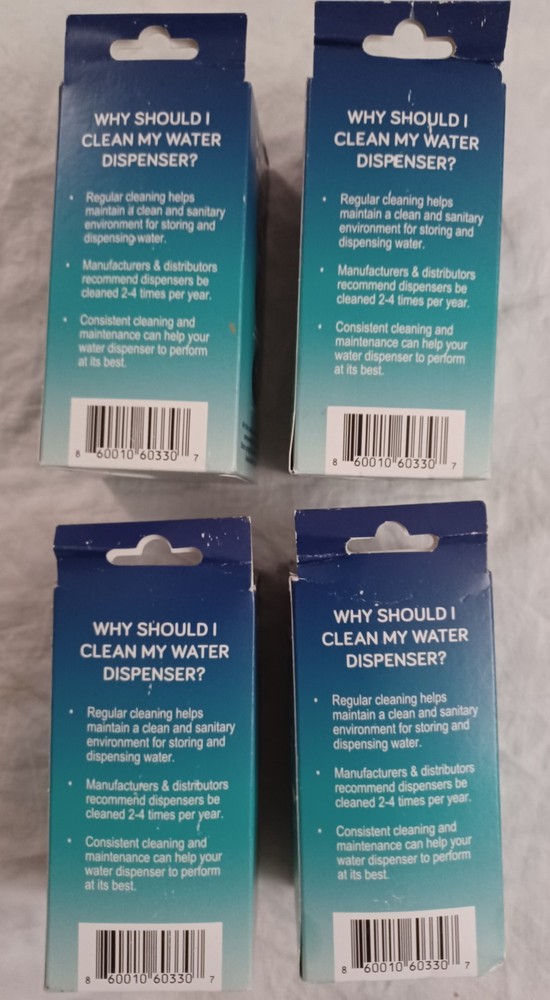 WHY SHOULD I
CLEAN MY WATER
DISPENSER?
• Regular cleaning helps
maintain a clean and sanitary
environment for storing and
dispensing water.
• Manufacturers & distributors
recommend dispensers be
cleaned 2-4 times per year.
• Consistent cleaning and
maintenance can help your
water dispenser to perform
at its best.
8 60010 60330 7
WHY SHOULD I
CLEAN MY WATER
DISPENSER?
• Regular cleaning helps
maintain a clean and sanitary
environment for storing and
dispensing water.
• Manufacturers & distributors
recommend dispensers be
cleaned 2-4 times per year.
• Consistent cleaning and
maintenance can help your
water dispenser to perform
at its best.
8 60010 60330 7
WHY SHOULD I
CLEAN MY WATER
DISPENSER?
• Regular cleaning helps
maintain a clean and sanitary
environment for storing and
dispensing water.
• Manufacturers & distributors
recommend dispensers be
cleaned 2-4 times per year.
• Consistent cleaning and
maintenance can help your
water dispenser to perform
at its best.
8 60010 60330 7
WHY SHOULD I
CLEAN MY WATER
DISPENSER?
• Regular cleaning helps
maintain a clean and sanitary
environment for storing and
dispensing water.
• Manufacturers & distributors
recommend dispensers be
cleaned 2-4 times per year.
• Consistent cleaning and
maintenance can help your
water dispenser to perform
at its best.
8 60010 60330 7